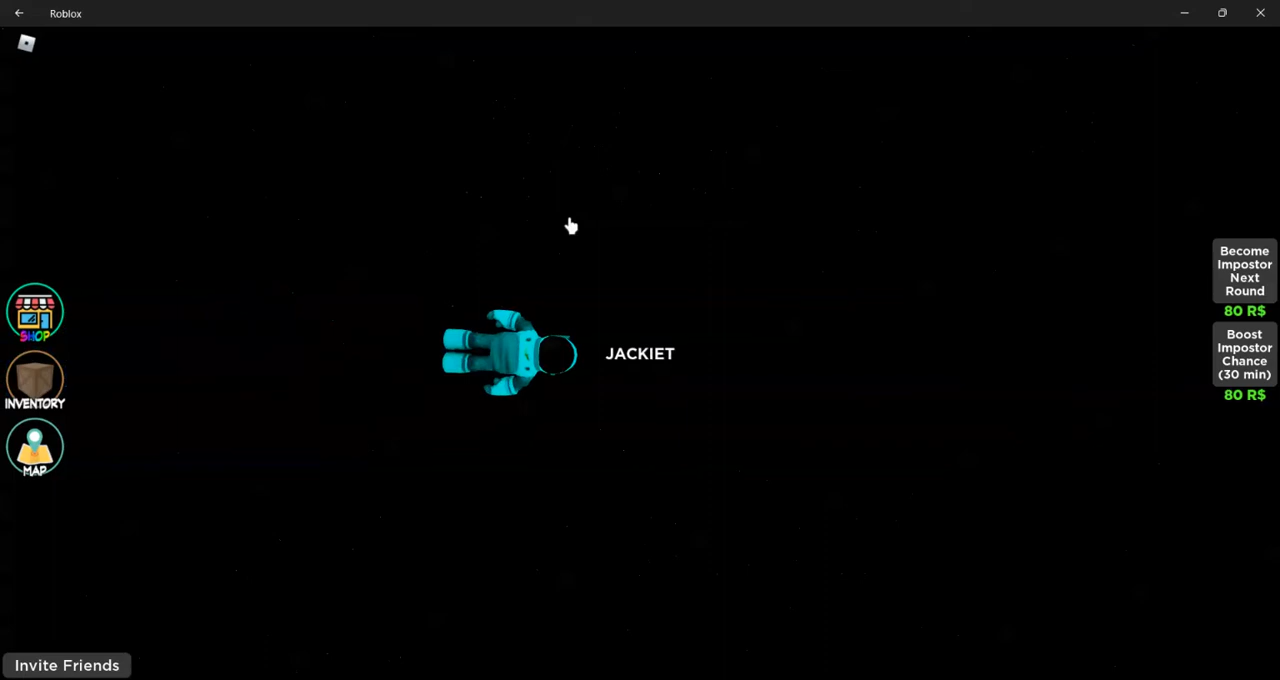 Roblox
JACKIET
SHOP
INVENTORY
MAP
Become
Impostor
Next
Round
80 R$
Boost
Impostor
Chance
(30 min)
80 R$
Invite Friends